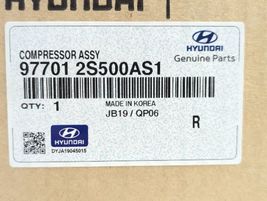 HYUNDAI
HYUNDAI
Genuine Parts
COMPRESSOR ASSY
97701 2S500AS1
QTY: 1
MADE IN KOREA
JB19 / QP06
R
HYUNDAI
DYJA19045015